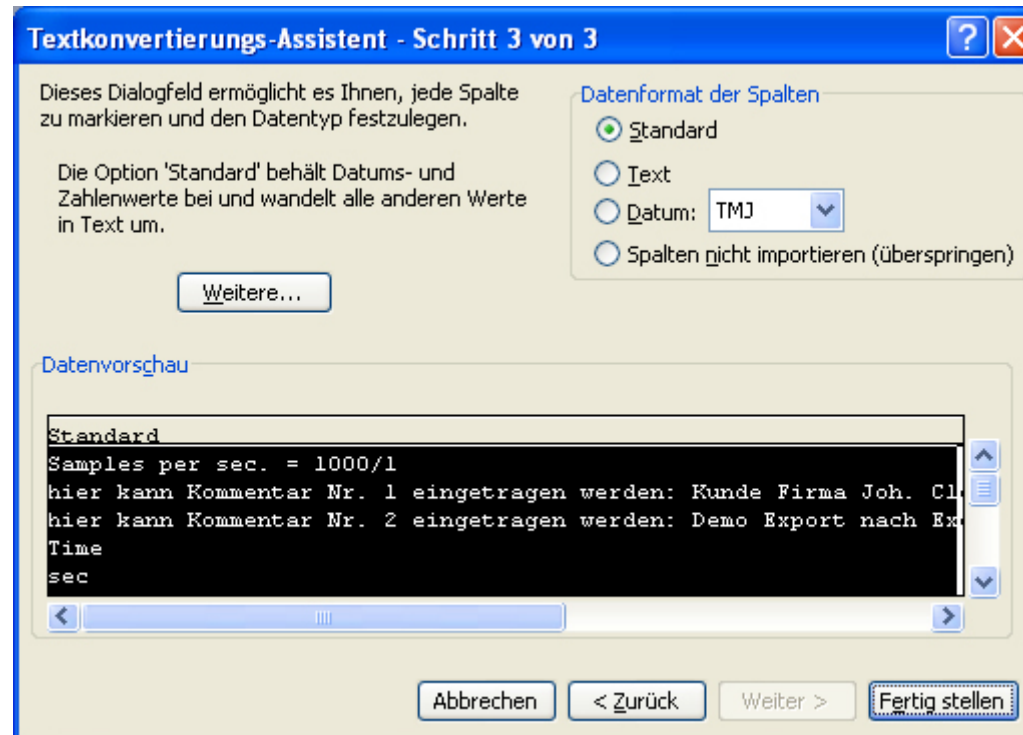 Textkonvertierungs-Assistent - Schritt 3 von 3
Dieses Dialogfeld ermöglicht es Ihnen, jede Spalte
zu markieren und den Datentyp festzulegen.
Die Option 'Standard' behält Datums- und
Zahlenwerte bei und wandelt alle anderen Werte
in Text um.
Weitere...
Datenformat der Spalten
Standard
Text
Datum: TMJ
Spalten nicht importieren (überspringen)
Datenvorschau
Standard
Samples per sec. = 1000/1
hier kann Kommentar Nr. 1 eingetragen werden: Kunde Firma Joh. Cl
hier kann Kommentar Nr. 2 eingetragen werden: Demo Export nach Ex
Time
sec
Abbrechen < Zurück Weiter > Fertig stellen